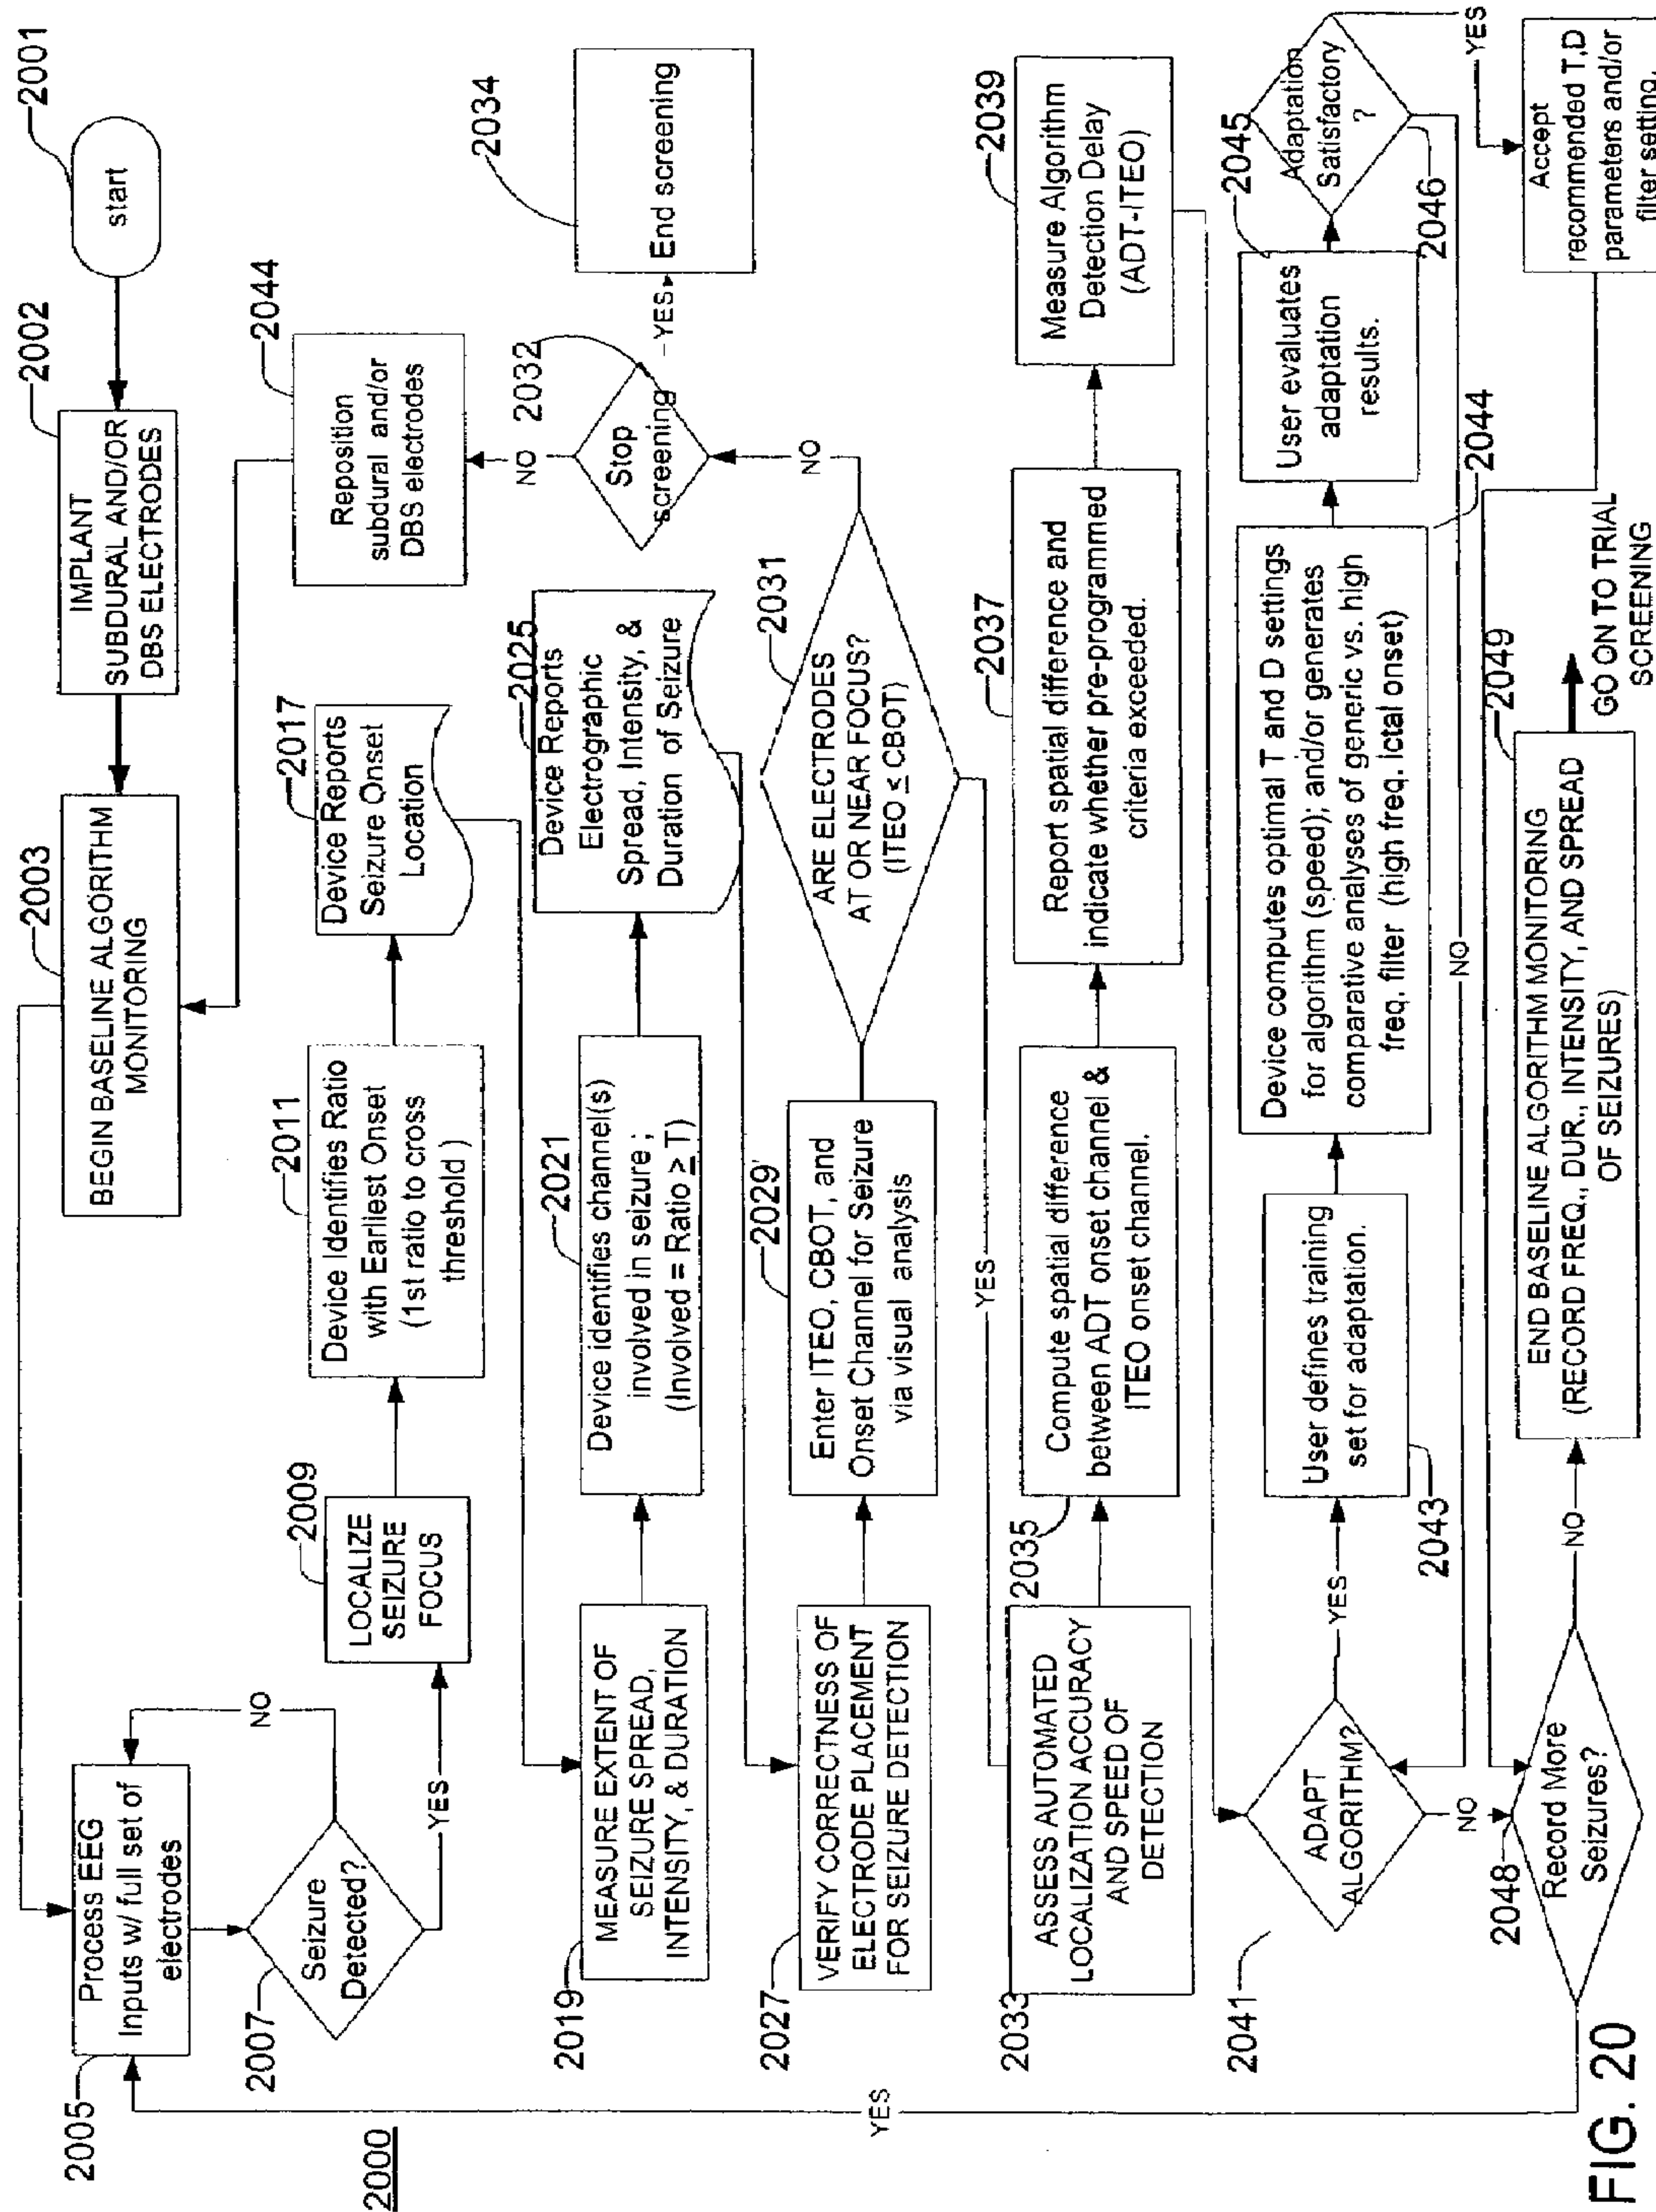 2000
2001
start
2002
IMPLANT
SUBDURAL AND/OR
DBS ELECTRODES
2003
BEGIN BASELINE ALGORITHM
MONITORING
2005
Process EEG
Inputs w/ full set of
electrodes
2007
Seizure
Detected?
NO
YES
2009
LOCALIZE
SEIZURE
FOCUS
2011
Device Identifies Ratio
with Earliest Onset
(1st ratio to cross
threshold )
2017
Device Reports
Seizure Onset
Location
2044
Reposition
subdural and/or
DBS electrodes
2019
MEASURE EXTENT OF
SEIZURE SPREAD,
INTENSITY, & DURATION
2021
Device identifies channel(s)
involved in seizure ;
(Involved = Ratio ≥ T)
2025
Device Reports
Electrographic
Spread, Intensity, &
Duration of Seizure
NO
2032
Stop
screening
YES
2034
End screening
2027
VERIFY CORRECTNESS OF
ELECTRODE PLACEMENT
FOR SEIZURE DETECTION
2029
Enter ITEO, CBOT, and
Onset Channel for Seizure
via visual analysis
2031
ARE ELECTRODES
AT OR NEAR FOCUS?
(ITEO ≤ CBOT)
NO
YES
2033
ASSESS AUTOMATED
LOCALIZATION ACCURACY
AND SPEED OF
DETECTION
2035
Compute spatial difference
between ADT onset channel &
ITEO onset channel.
2037
Report spatial difference and
indicate whether pre-programmed
criteria exceeded.
2039
Measure Algorithm
Detection Delay
(ADT-ITEO)
2041
ADAPT
ALGORITHM?
YES
NO
2043
User defines training
set for adaptation.
2044
Device computes optimal T and D settings
for algorithm (speed); and/or generates
comparative analyses of generic vs. high
freq. filter (high freq. ictal onset)
2045
User evaluates
adaptation
results.
2046
Adaptation
Satisfactory
?
NO
YES
Accept
recommended T,D
parameters and/or
filter setting.
2048
Record More
Seizures?
YES
NO
2049
END BASELINE ALGORITHM MONITORING
(RECORD FREQ., DUR., INTENSITY, AND SPREAD
OF SEIZURES)
GO ON TO TRIAL
SCREENING
FIG. 20